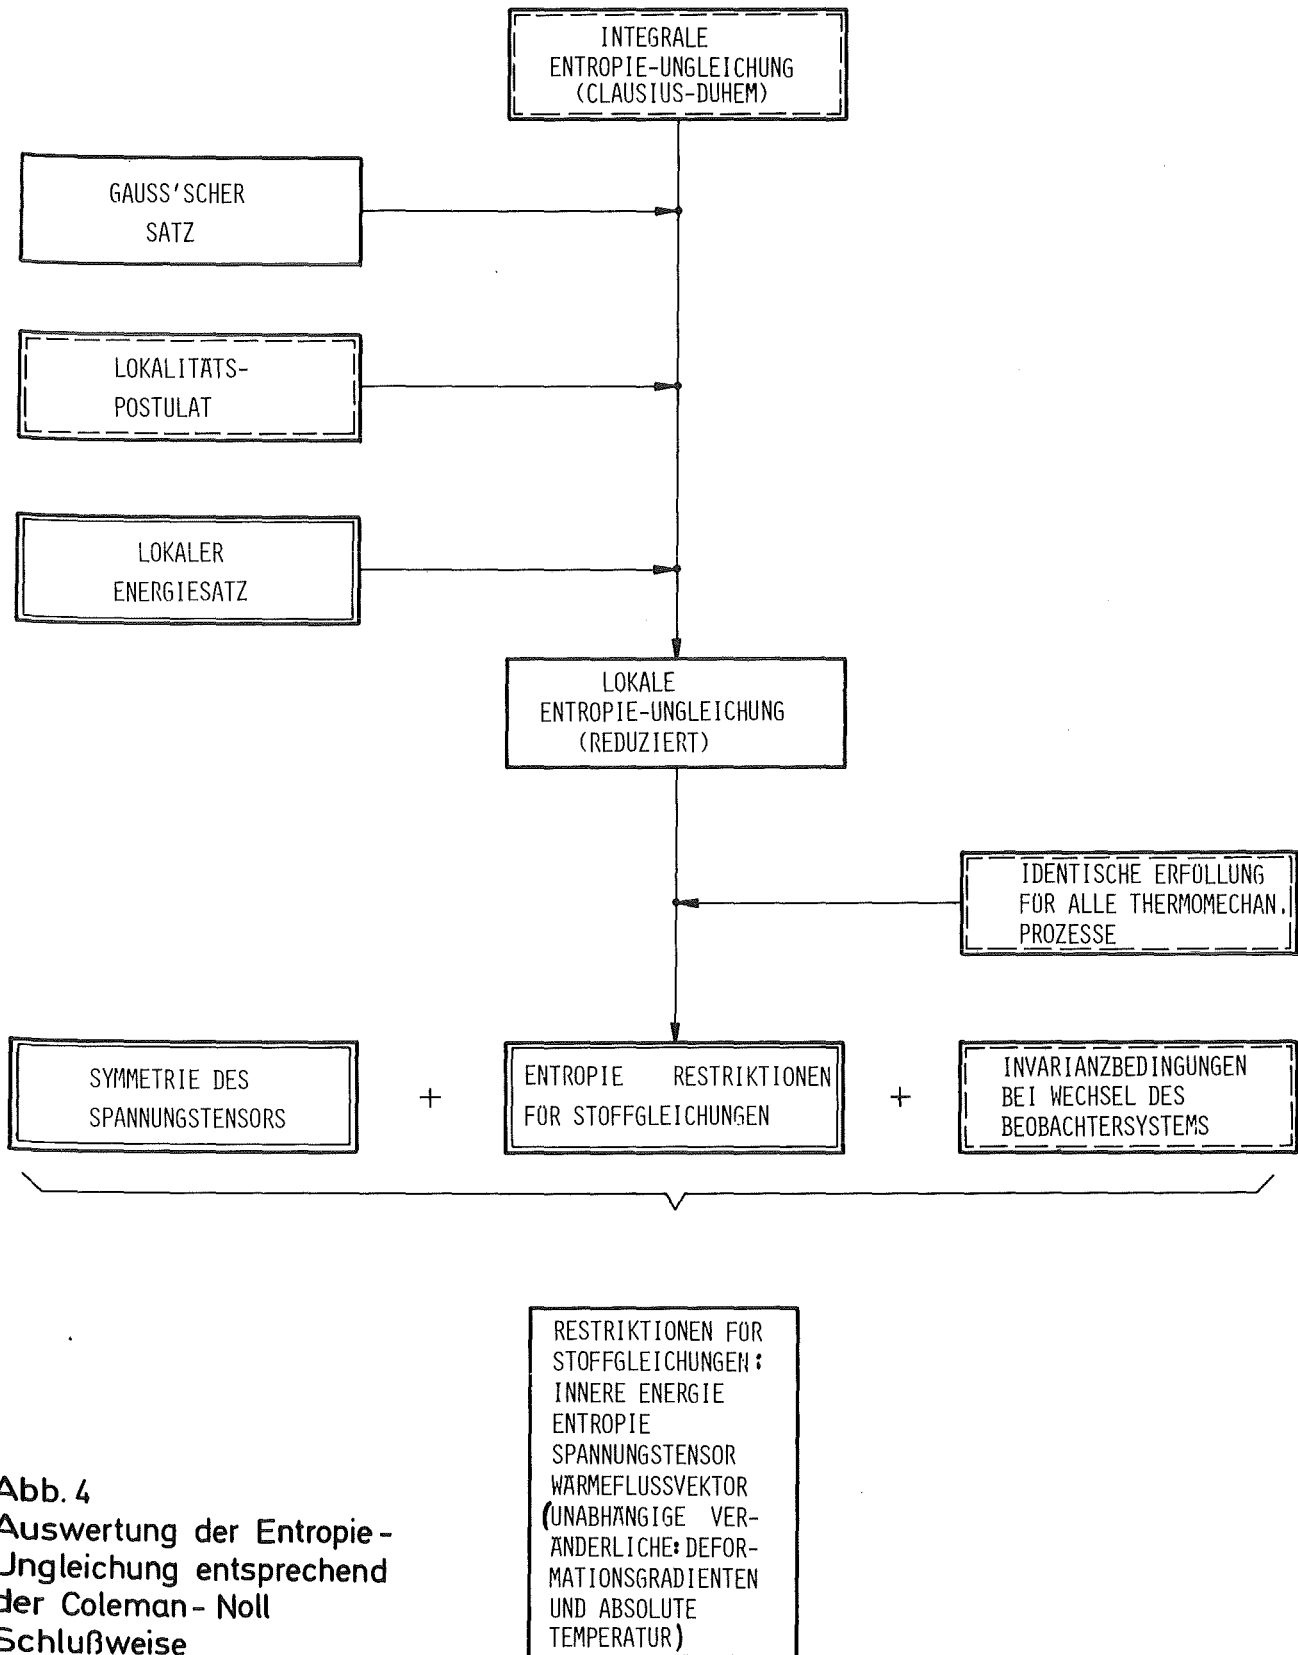 INTEGRALE
ENTROPIE-UNGLEICHUNG
(CLAUSIUS-DUHEM)
GAUSS'SCHER
SATZ
LOKALITÄTS-
POSTULAT
LOKALER
ENERGIESATZ
LOKALE
ENTROPIE-UNGLEICHUNG
(REDUZIERT)
IDENTISCHE ERFÜLLUNG
FÜR ALLE THERMOMECHAN.
PROZESSE
SYMMETRIE DES
SPANNUNGSTENSORS
+
ENTROPIE RESTRIKTIONEN
FÜR STOFFGLEICHUNGEN
+
INVARIANZBEDINGUNGEN
BEI WECHSEL DES
BEOBACHTERSYSTEMS
RESTRIKTIONEN FÜR
STOFFGLEICHUNGEN:
INNERE ENERGIE
ENTROPIE
SPANNUNGSTENSOR
WÄRMEFLUSSVEKTOR
(UNABHÄNGIGE VER-
ÄNDERLICHE: DEFOR-
MATIONSGRADIENTEN
UND ABSOLUTE
TEMPERATUR)
Abb. 4
Auswertung der Entropie-
Ungleichung entsprechend
der Coleman-Noll
Schlußweise